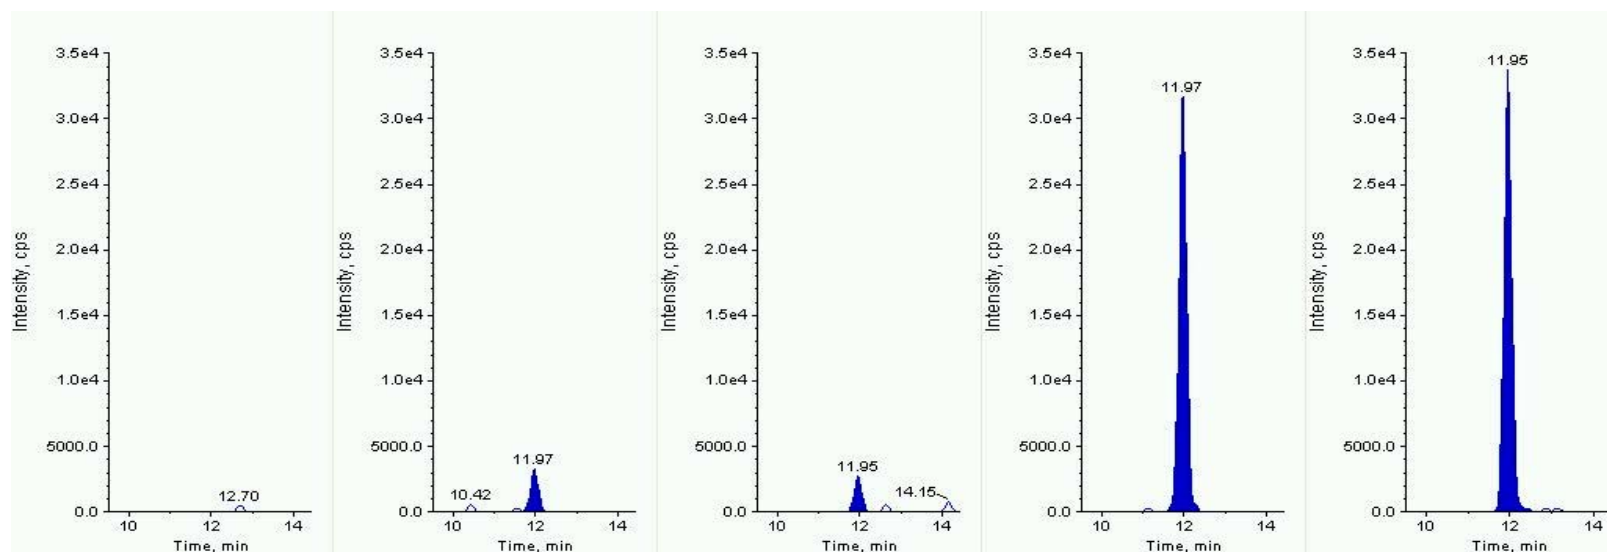 3.5e4
3.0e4
2.5e4
2.0e4
1.5e4
1.0e4
5000.0
0.0
Intensity, cps
12.70
10 12 14
Time, min
3.5e4
3.0e4
2.5e4
2.0e4
1.5e4
1.0e4
5000.0
0.0
Intensity, cps
11.97
10.42
10 12 14
Time, min
3.5e4
3.0e4
2.5e4
2.0e4
1.5e4
1.0e4
5000.0
0.0
Intensity, cps
11.95
14.15
10 12 14
Time, min
3.5e4
3.0e4
2.5e4
2.0e4
1.5e4
1.0e4
5000.0
0.0
Intensity, cps
11.97
10 12 14
Time, min
3.5e4
3.0e4
2.5e4
2.0e4
1.5e4
1.0e4
5000.0
0.0
Intensity, cps
11.95
10 12 14
Time, min